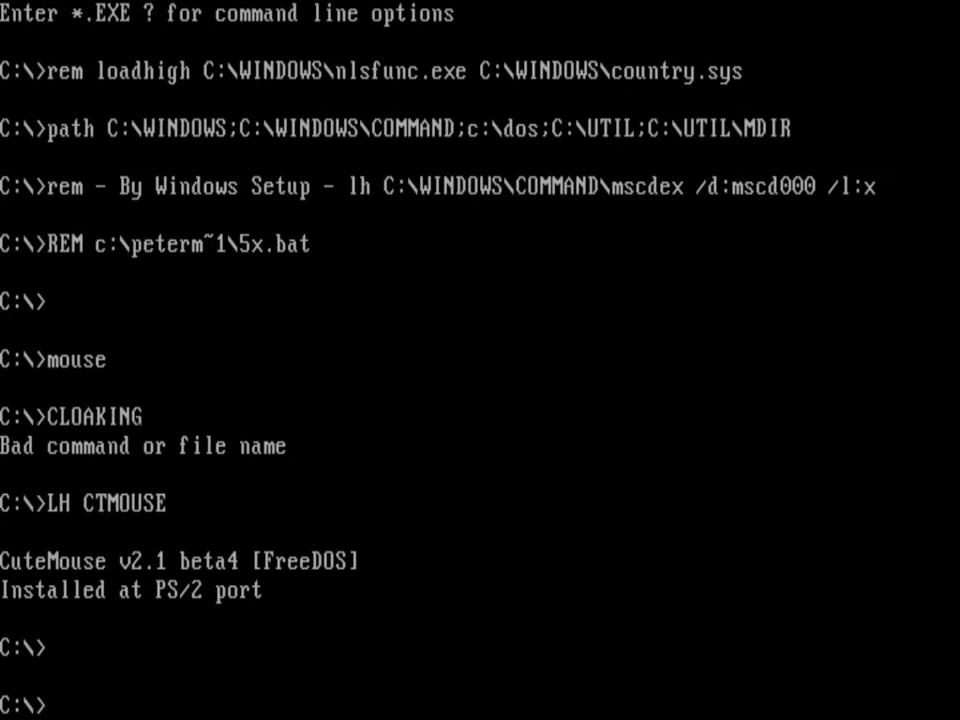 Enter *.EXE ? for command line options
C:\>rem loadhigh C:\WINDOWS\nlsfunc.exe C:\WINDOWS\country.sys
C:\>path C:\WINDOWS;C:\WINDOWS\COMMAND;c:\dos;C:\UTIL;C:\UTIL\MDIR
C:\>rem - By Windows Setup - lh C:\WINDOWS\COMMAND\mscdex /d:mscd000 /l:x
C:\>REM c:\peterm~1\5x.bat
C:\>
C:\>mouse
C:\>CLOAKING
Bad command or file name
C:\>LH CTMOUSE
CuteMouse v2.1 beta4 [FreeDOS]
Installed at PS/2 port
C:\>
C:\>